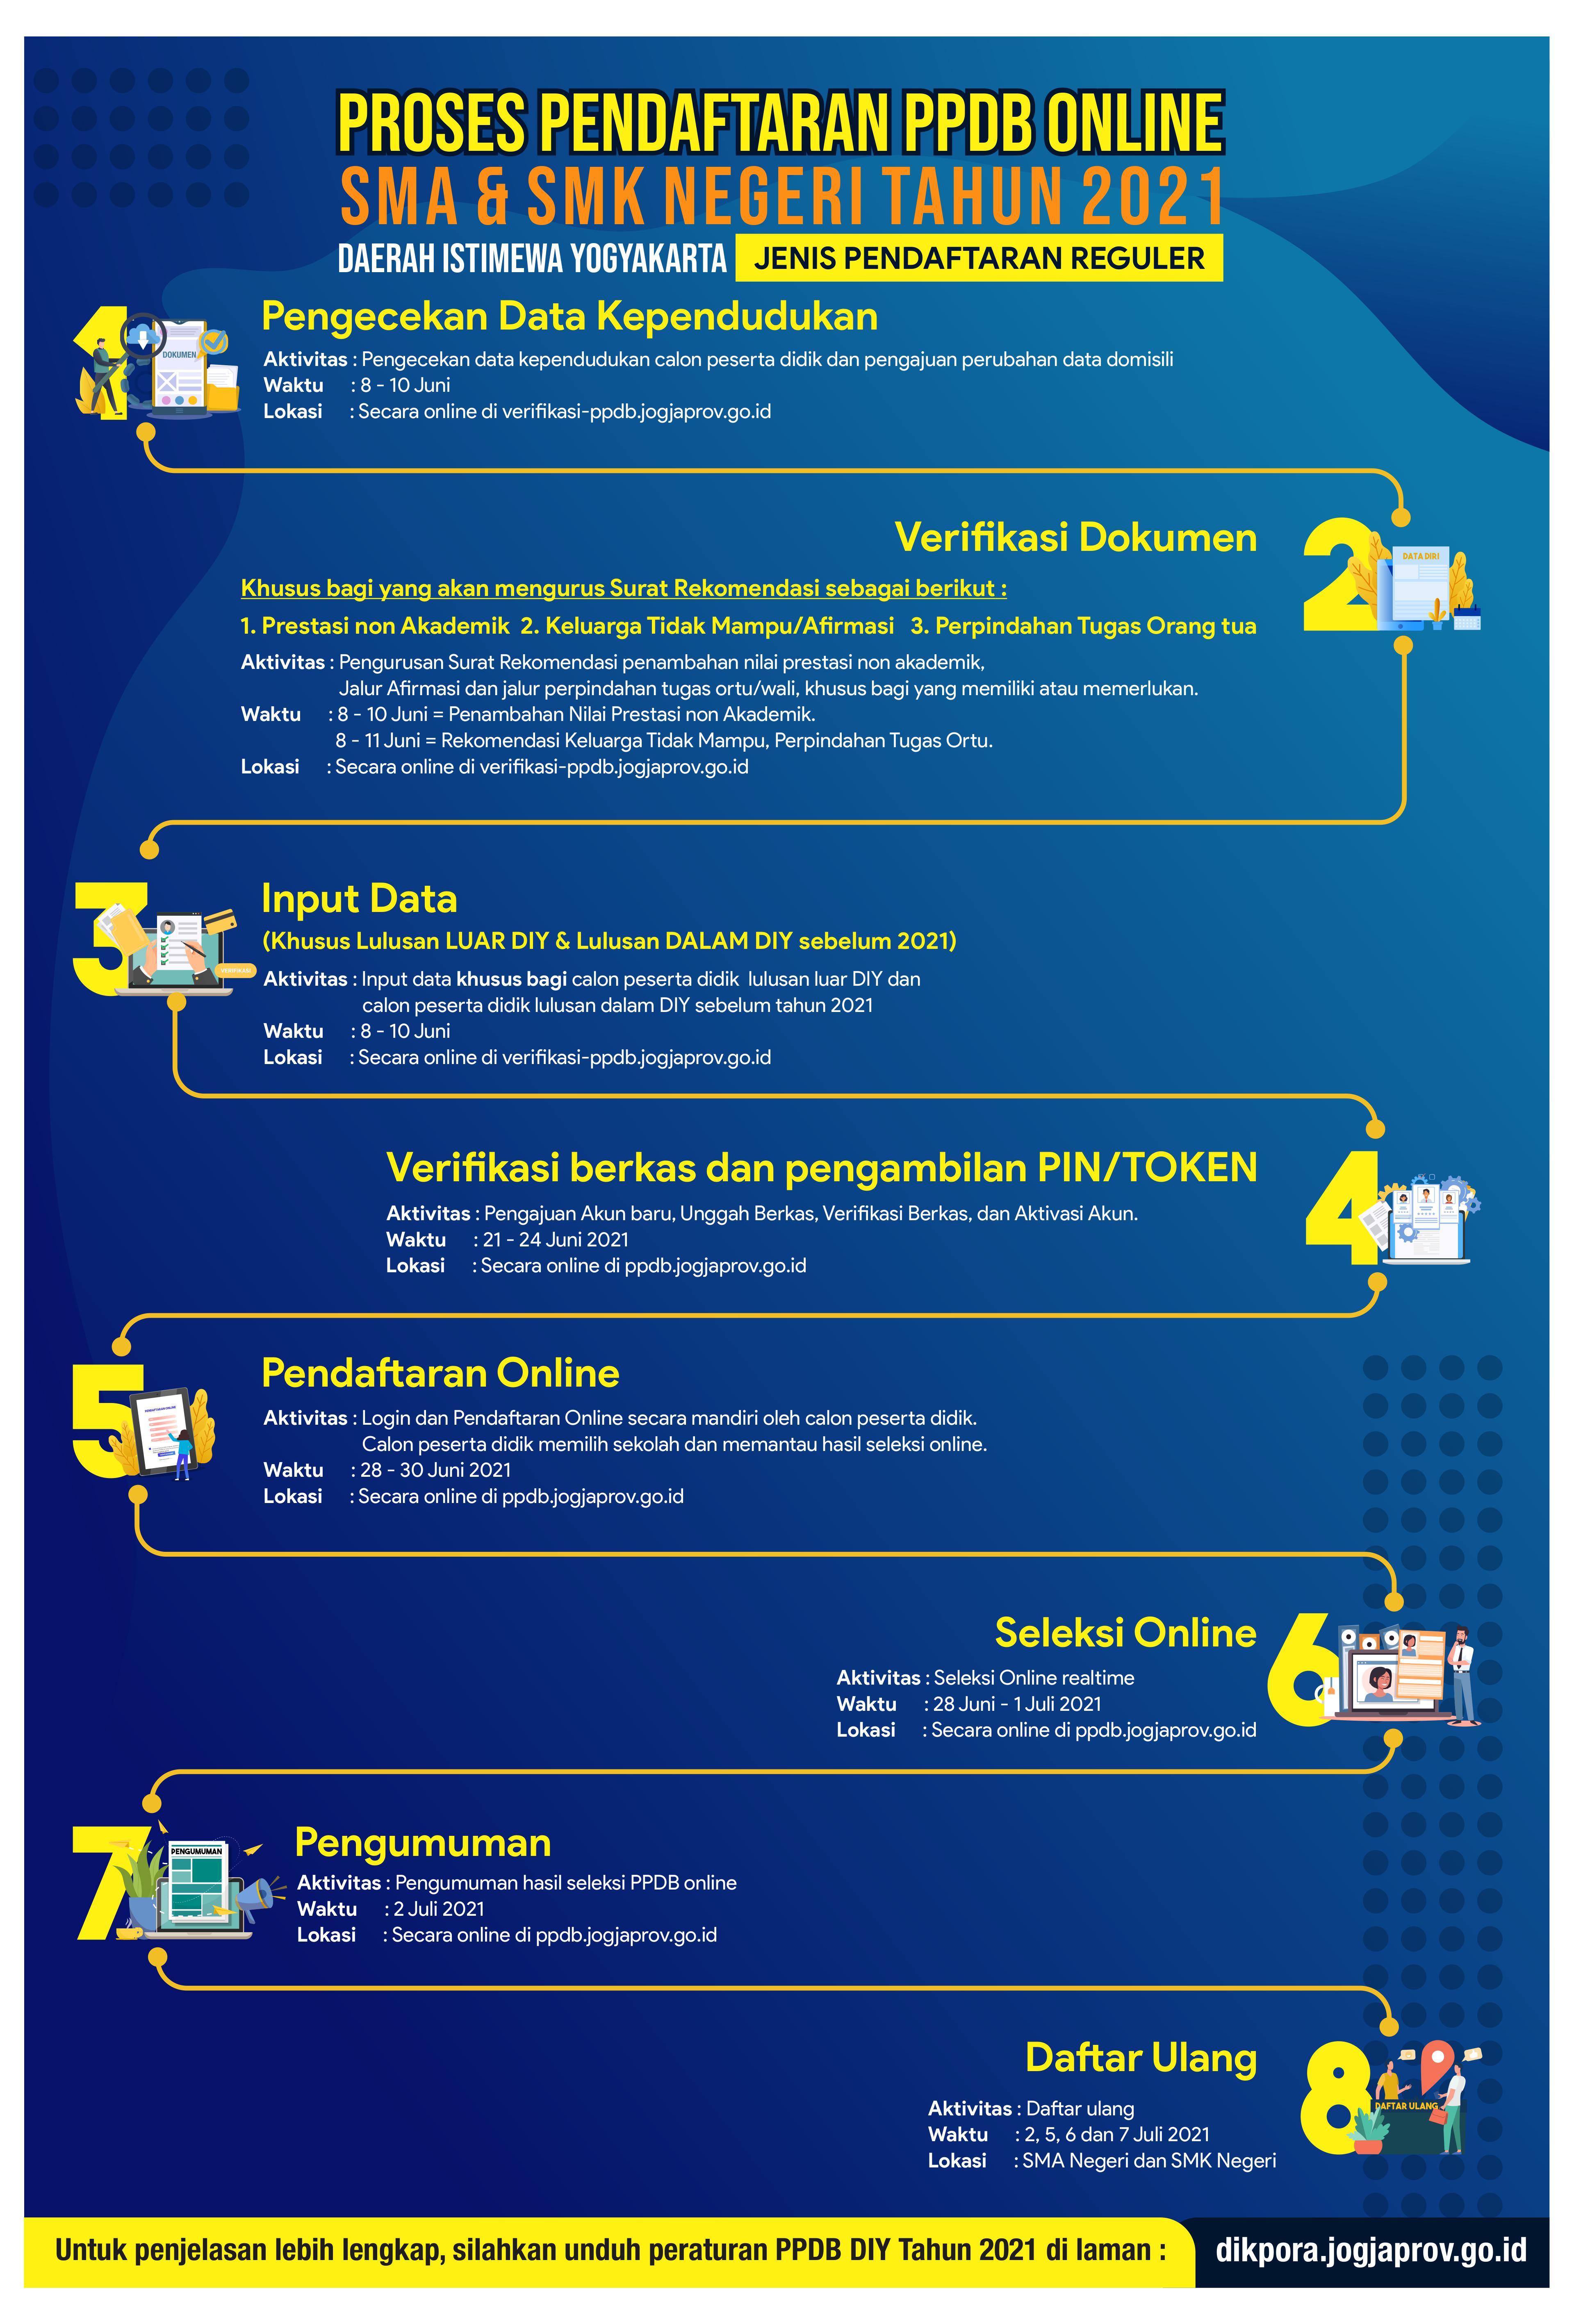 PROSES PENDAFTARAN PPDB ONLINE
SMA & SMK NEGERI TAHUN 2021
DAERAH ISTIMEWA YOGYAKARTA JENIS PENDAFTARAN REGULER
1
DOKUMEN
Pengecekan Data Kependudukan
Aktivitas : Pengecekan data kependudukan calon peserta didik dan pengajuan perubahan data domisili
Waktu : 8 - 10 Juni
Lokasi : Secara online di verifikasi-ppdb.jogjaprov.go.id
2
DATA DIRI
Verifikasi Dokumen
Khusus bagi yang akan mengurus Surat Rekomendasi sebagai berikut :
1. Prestasi non Akademik 2. Keluarga Tidak Mampu/Afirmasi 3. Perpindahan Tugas Orang tua
Aktivitas : Pengurusan Surat Rekomendasi penambahan nilai prestasi non akademik,
Jalur Afirmasi dan jalur perpindahan tugas ortu/wali, khusus bagi yang memiliki atau memerlukan.
Waktu : 8 - 10 Juni = Penambahan Nilai Prestasi non Akademik.
8 - 11 Juni = Rekomendasi Keluarga Tidak Mampu, Perpindahan Tugas Ortu.
Lokasi : Secara online di verifikasi-ppdb.jogjaprov.go.id
3
VERIFIKASI
Input Data
(Khusus Lulusan LUAR DIY & Lulusan DALAM DIY sebelum 2021)
Aktivitas : Input data khusus bagi calon peserta didik lulusan luar DIY dan
calon peserta didik lulusan dalam DIY sebelum tahun 2021
Waktu : 8 - 10 Juni
Lokasi : Secara online di verifikasi-ppdb.jogjaprov.go.id
4
Verifikasi berkas dan pengambilan PIN/TOKEN
Aktivitas : Pengajuan Akun baru, Unggah Berkas, Verifikasi Berkas, dan Aktivasi Akun.
Waktu : 21 - 24 Juni 2021
Lokasi : Secara online di ppdb.jogjaprov.go.id
5
PENDAFTARAN ONLINE
Pendaftaran Online
Aktivitas : Login dan Pendaftaran Online secara mandiri oleh calon peserta didik.
Calon peserta didik memilih sekolah dan memantau hasil seleksi online.
Waktu : 28 - 30 Juni 2021
Lokasi : Secara online di ppdb.jogjaprov.go.id
6
Seleksi Online
Aktivitas : Seleksi Online realtime
Waktu : 28 Juni - 1 Juli 2021
Lokasi : Secara online di ppdb.jogjaprov.go.id
7
PENGUMUMAN
Pengumuman
Aktivitas : Pengumuman hasil seleksi PPDB online
Waktu : 2 Juli 2021
Lokasi : Secara online di ppdb.jogjaprov.go.id
8
DAFTAR ULANG
Daftar Ulang
Aktivitas : Daftar ulang
Waktu : 2, 5, 6 dan 7 Juli 2021
Lokasi : SMA Negeri dan SMK Negeri
Untuk penjelasan lebih lengkap, silahkan unduh peraturan PPDB DIY Tahun 2021 di laman : dikpora.jogjaprov.go.id